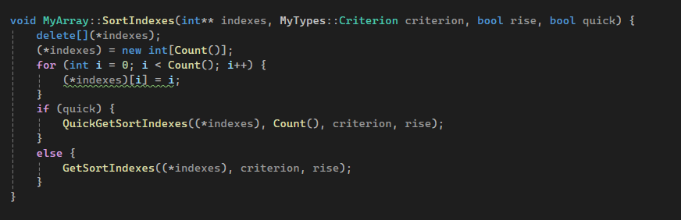 void MyArray::SortIndexes(int** indexes, MyTypes::Criterion criterion, bool rise, bool quick) {
delete[](*indexes);
(*indexes) = new int[Count()];
for (int i = 0; i < Count(); i++) {
(*indexes)[i] = i;
}
if (quick) {
QuickGetSortIndexes((*indexes), Count(), criterion, rise);
}
else {
GetSortIndexes((*indexes), criterion, rise);
}
}